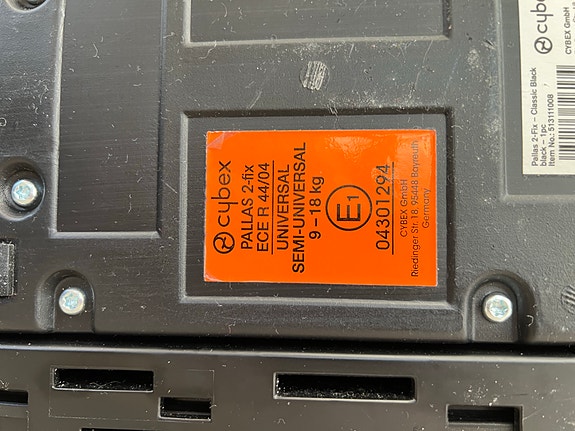 cybex
PALLAS 2-fix
ECE R 44/04
UNIVERSAL
SEMI-UNIVERSAL
9 – 18 kg
E1
04301294
CYBEX GmbH
Riedinger Str. 18, 95448 Bayreuth
Germany
cybex
CYBEX GmbH
Pallas 2-Fix – Classic Black
black – 1pc
Item No.: 513111008